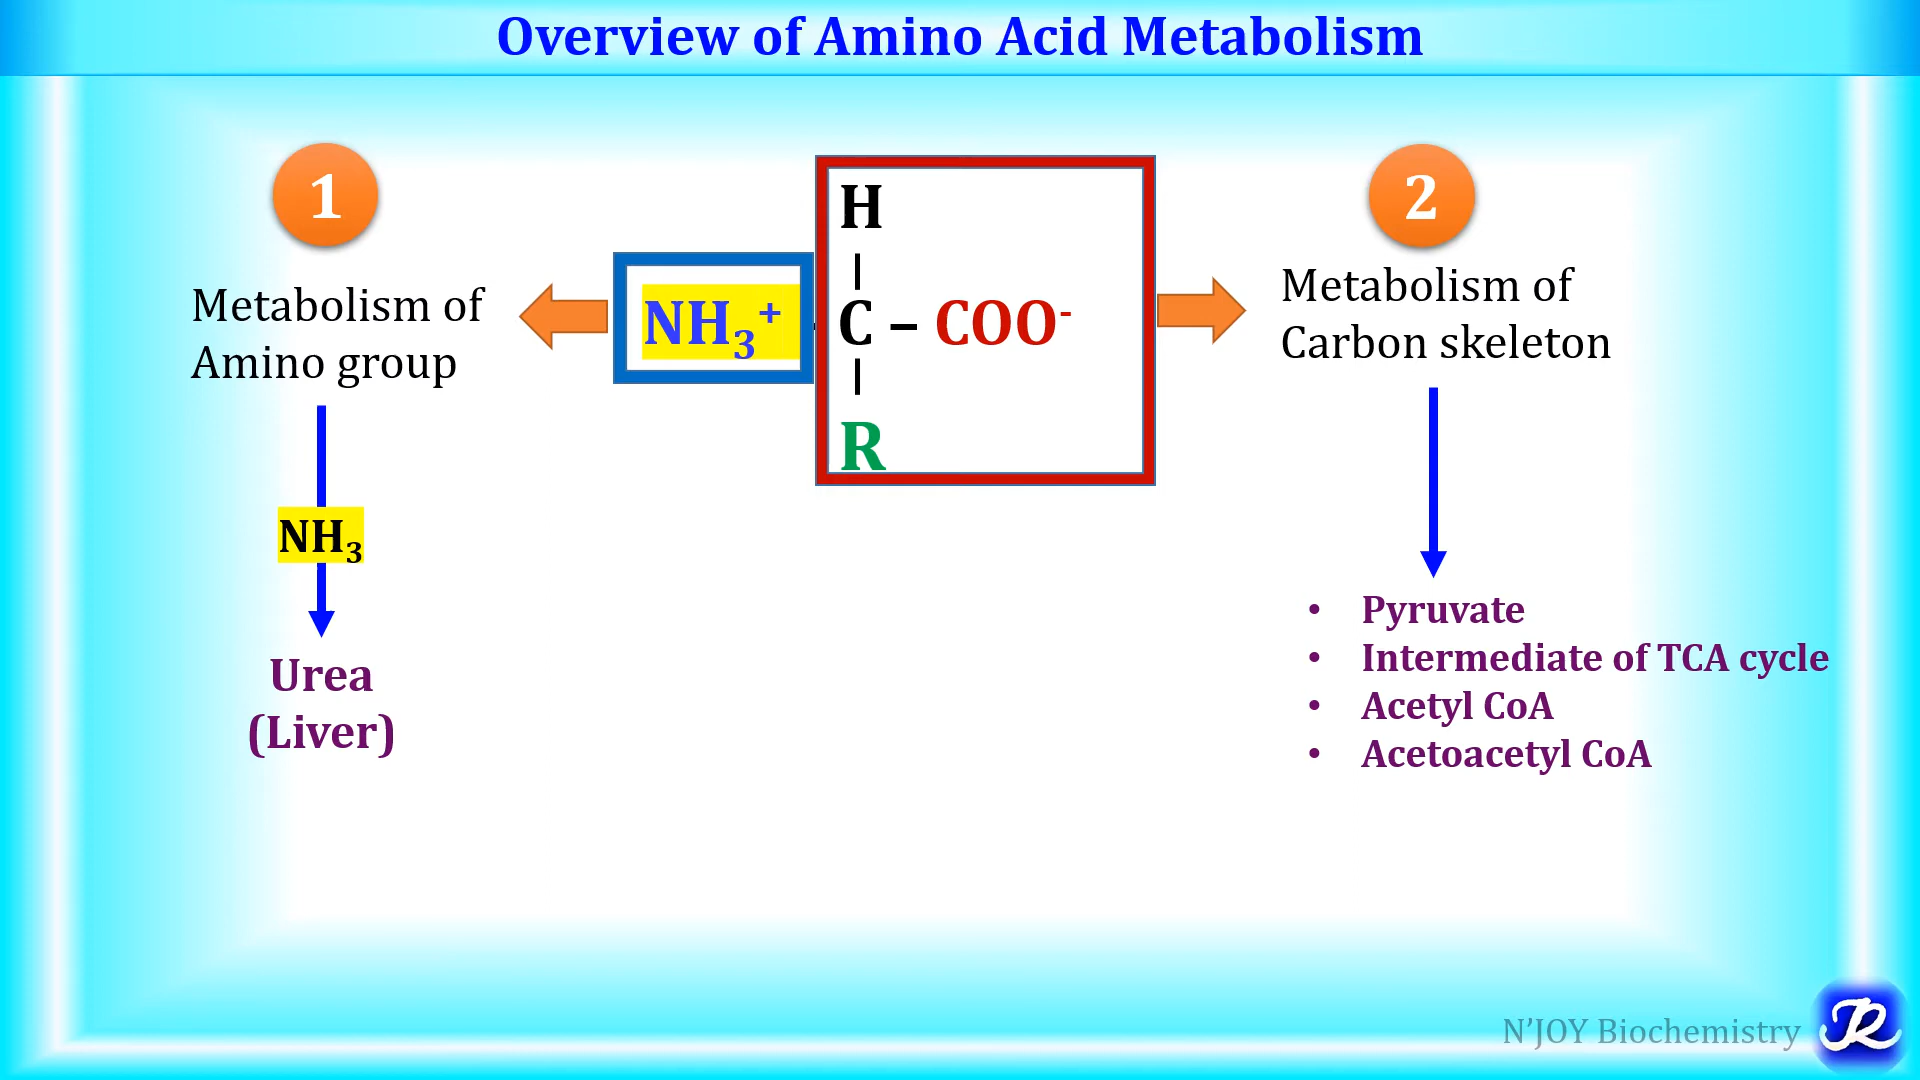 Overview of Amino Acid Metabolism
1
Metabolism of
Amino group
NH₃
Urea
(Liver)
H
|
NH₃⁺ - C – COO⁻
|
R
2
Metabolism of
Carbon skeleton
• Pyruvate
• Intermediate of TCA cycle
• Acetyl CoA
• Acetoacetyl CoA
N’JOY Biochemistry
R